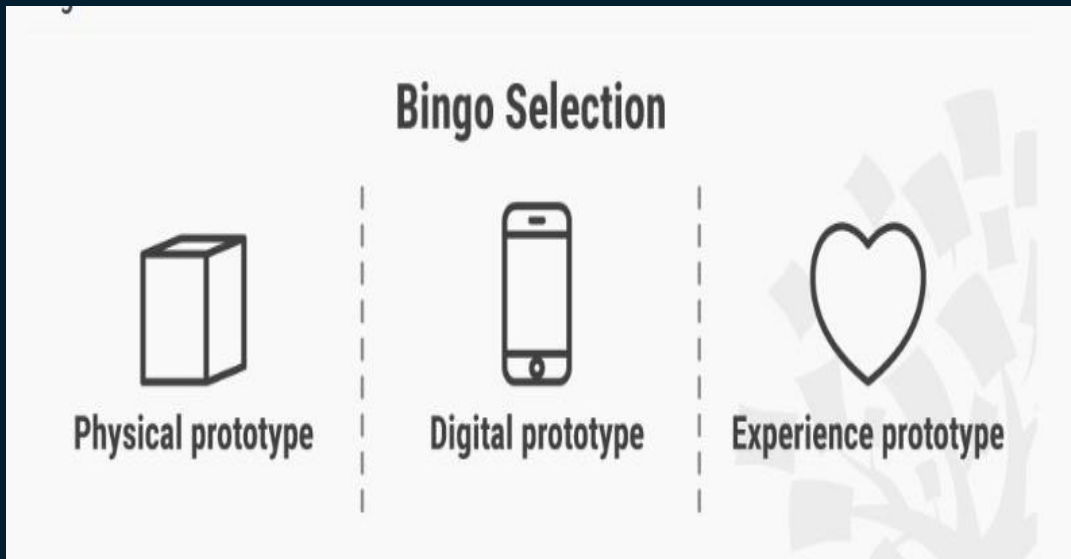 Bingo Selection
Physical prototype
Digital prototype
Experience prototype